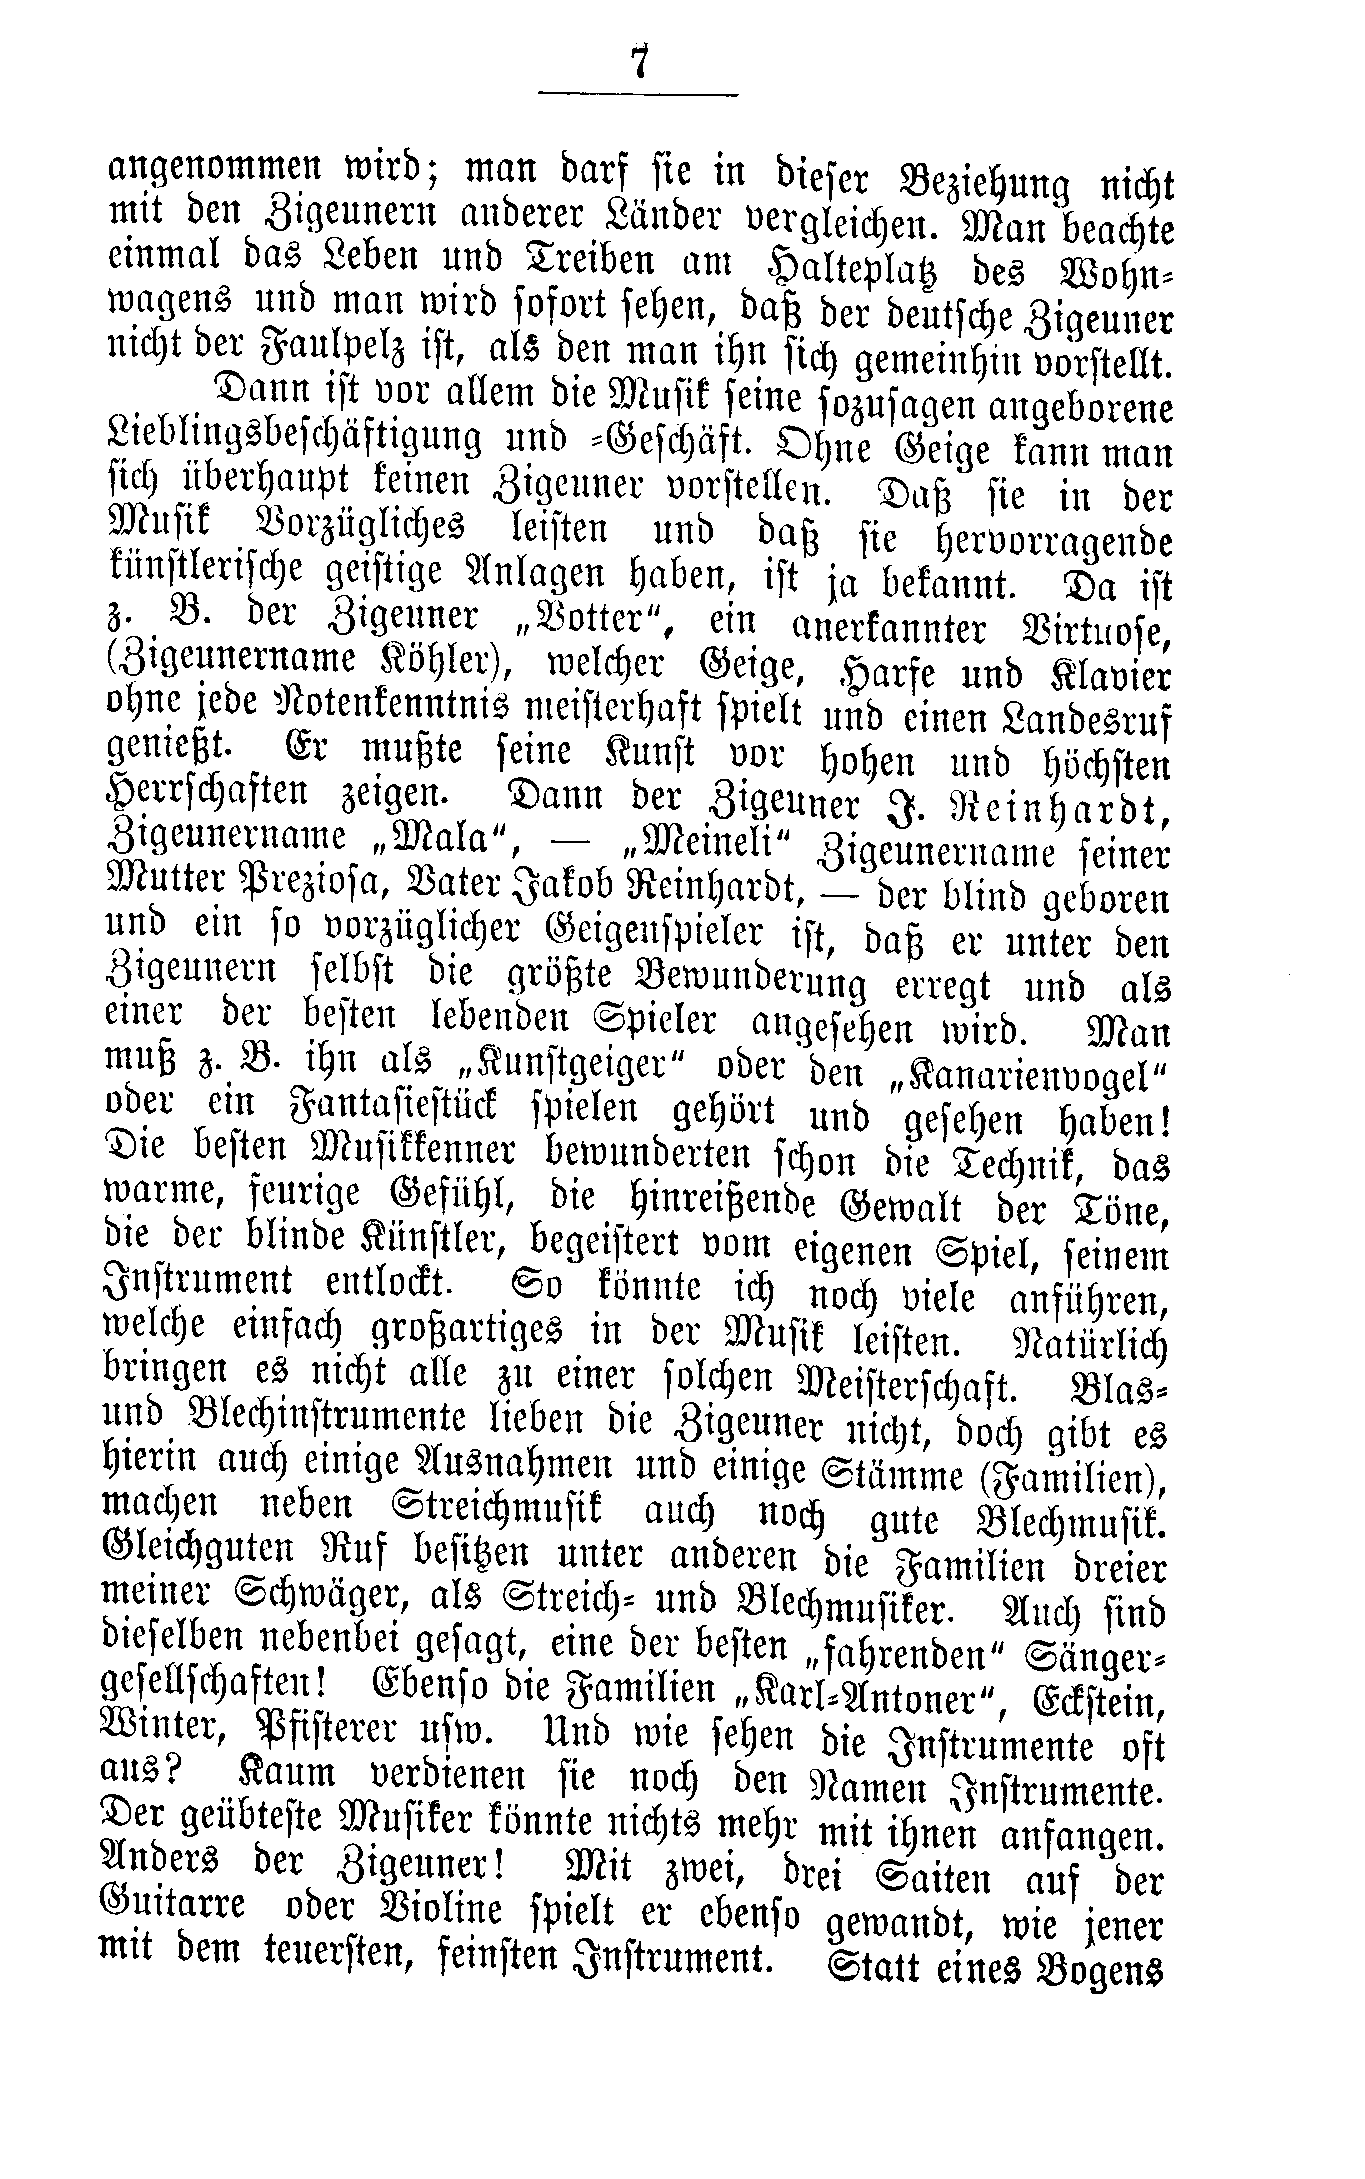 7
angenommen wird; man darf sie in dieser Beziehung nicht
mit den Zigeunern anderer Länder vergleichen. Man beachte
einmal das Leben und Treiben am Halteplatz des Wohn-
wagens und man wird sofort sehen, daß der deutsche Zigeuner
nicht der Faulpelz ist, als den man ihn sich gemeinhin vorstellt.
Dann ist vor allem die Musik seine sozusagen angeborene
Lieblingsbeschäftigung und -Geschäft. Ohne Geige kann man
sich überhaupt keinen Zigeuner vorstellen. Daß sie in der
Musik Vorzügliches leisten und daß sie hervorragende
künstlerische geistige Anlagen haben, ist ja bekannt. Da ist
z. B. der Zigeuner „Votter“, ein anerkannter Virtuose,
(Zigeunername Köhler), welcher Geige, Harfe und Klavier
ohne jede Notenkenntnis meisterhaft spielt und einen Landesruf
genießt. Er mußte seine Kunst vor hohen und höchsten
Herrschaften zeigen. Dann der Zigeuner J. Reinhardt,
Zigeunername „Mala“, — „Meineli“ Zigeunername seiner
Mutter Preziosa, Vater Jakob Reinhardt, — der blind geboren
und ein so vorzüglicher Geigenspieler ist, daß er unter den
Zigeunern selbst die größte Bewunderung erregt und als
einer der besten lebenden Spieler angesehen wird. Man
muß z. B. ihn als „Kunstgeiger“ oder den „Kanarienvogel“
oder ein Fantasiestück spielen gehört und gesehen haben!
Die besten Musikkenner bewunderten schon die Technik, das
warme, feurige Gefühl, die hinreißende Gewalt der Töne,
die der blinde Künstler, begeistert vom eigenen Spiel, seinem
Instrument entlockt. So könnte ich noch viele anführen,
welche einfach großartiges in der Musik leisten. Natürlich
bringen es nicht alle zu einer solchen Meisterschaft. Blas-
und Blechinstrumente lieben die Zigeuner nicht, doch gibt es
hierin auch einige Ausnahmen und einige Stämme (Familien),
machen neben Streichmusik auch noch gute Blechmusik.
Gleichguten Ruf besitzen unter anderen die Familien dreier
meiner Schwäger, als Streich- und Blechmusiker. Auch sind
dieselben nebenbei gesagt, eine der besten „fahrenden“ Sänger-
gesellschaften! Ebenso die Familien „Karl-Antoner“, Eckstein,
Winter, Pfisterer usw. Und wie sehen die Instrumente oft
aus? Kaum verdienen sie noch den Namen Instrumente.
Der geübteste Musiker könnte nichts mehr mit ihnen anfangen.
Anders der Zigeuner! Mit zwei, drei Saiten auf der
Guitarre oder Violine spielt er ebenso gewandt, wie jener
mit dem teuersten, feinsten Instrument. Statt eines Bogens